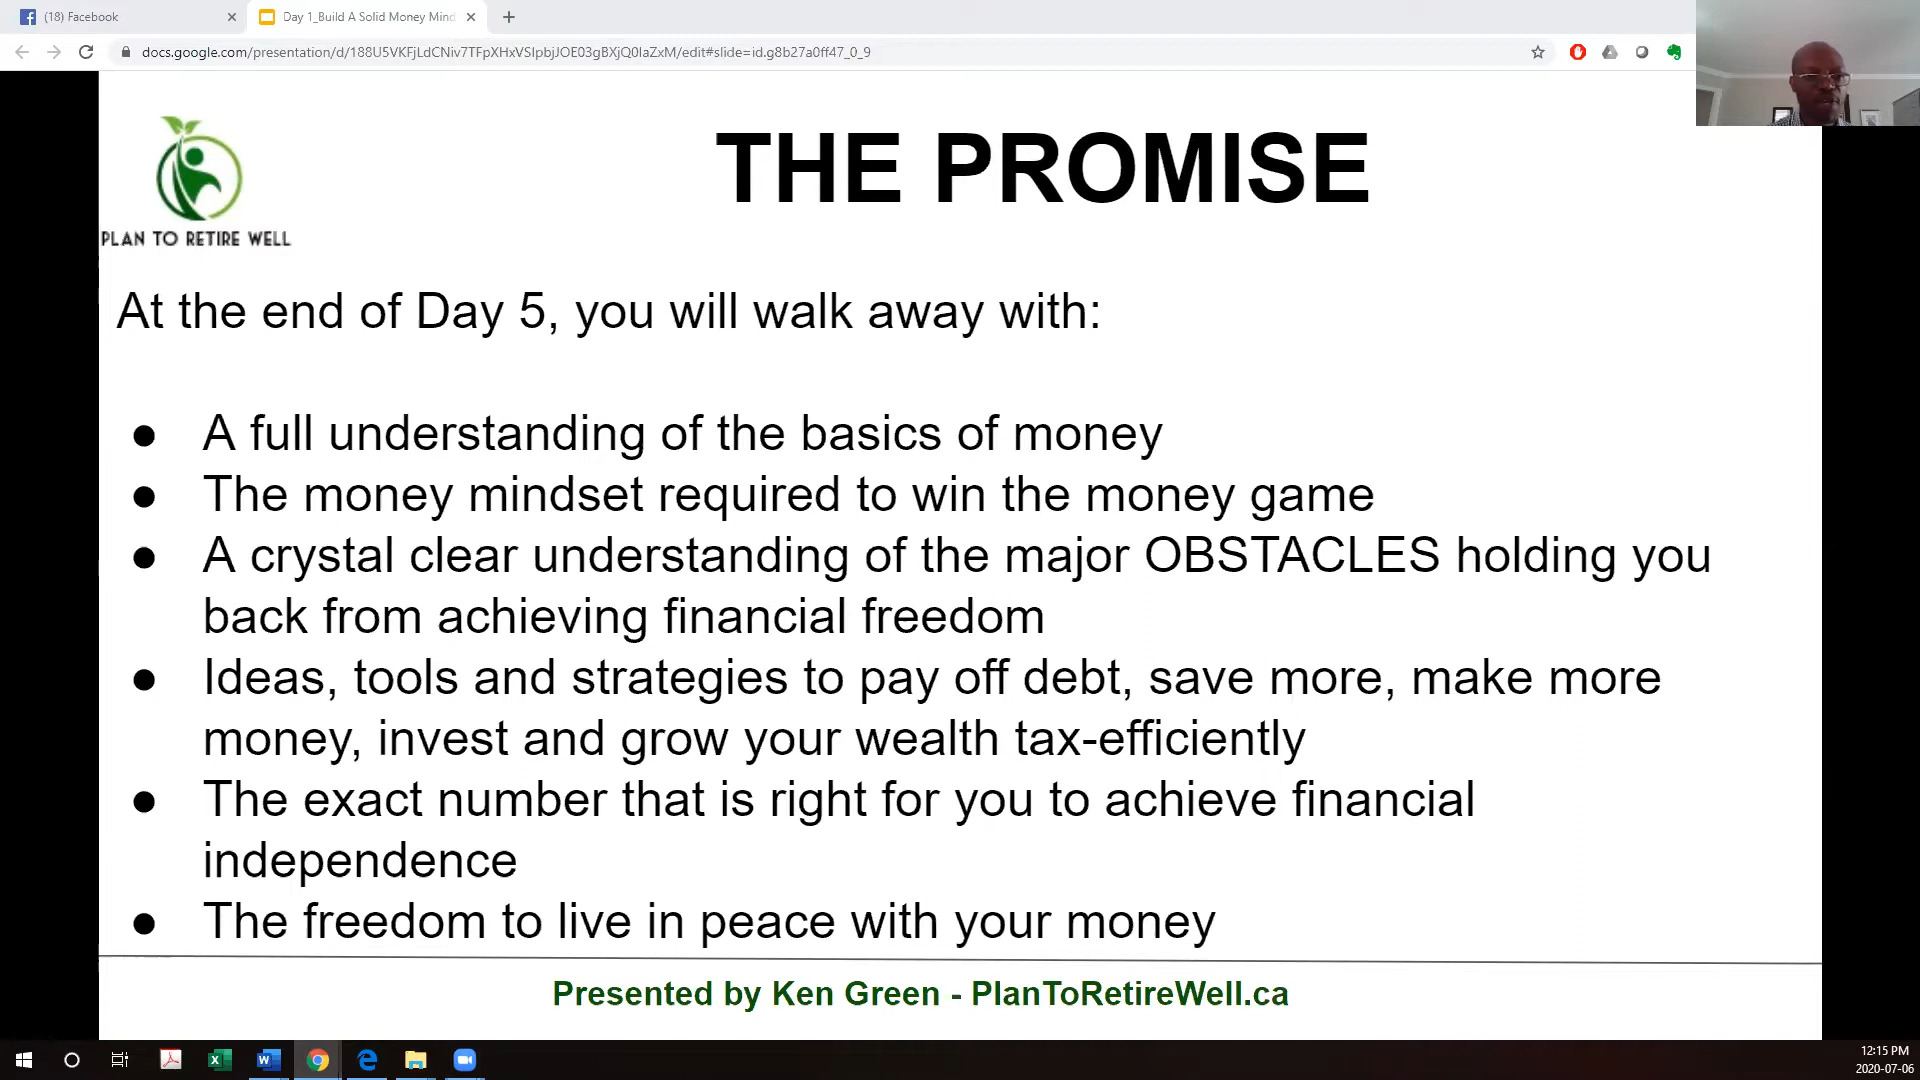 (18) Facebook
Day 1_Build A Solid Money Mind
docs.google.com/presentation/d/188U5VKFjLdCNiv7TFpXHxVSIpbjJOE03gBXjQ0IaZxM/edit#slide=id.g8b27a0ff47_0_9
PLAN TO RETIRE WELL
THE PROMISE
At the end of Day 5, you will walk away with:
● A full understanding of the basics of money
● The money mindset required to win the money game
● A crystal clear understanding of the major OBSTACLES holding you
back from achieving financial freedom
● Ideas, tools and strategies to pay off debt, save more, make more
money, invest and grow your wealth tax-efficiently
● The exact number that is right for you to achieve financial
independence
● The freedom to live in peace with your money
Presented by Ken Green - PlanToRetireWell.ca
12:15 PM
2020-07-06